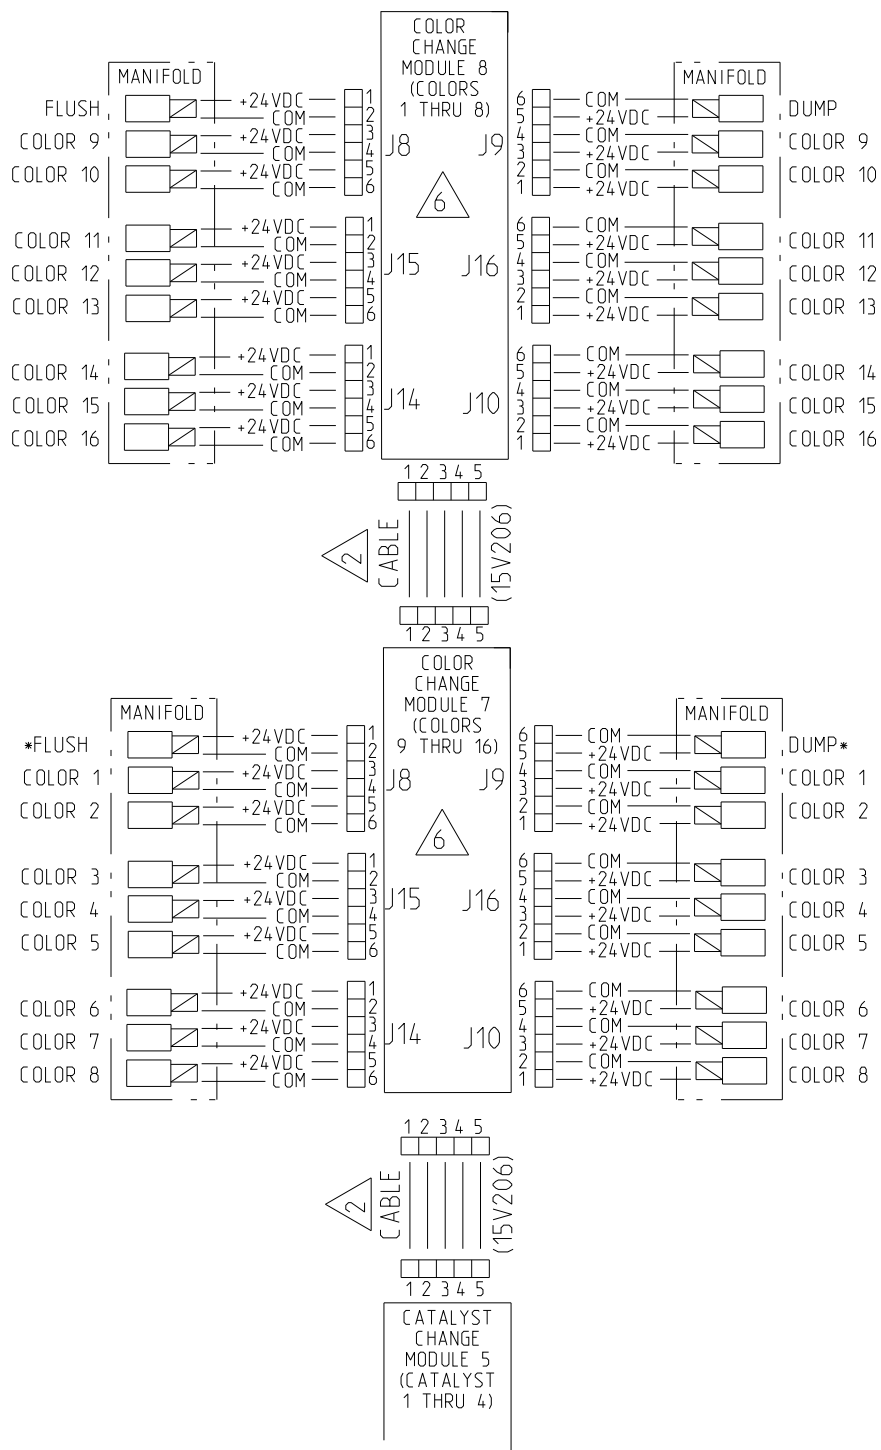 COLOR
CHANGE
MODULE 8
(COLORS
1 THRU 8)
MANIFOLD MANIFOLD
FLUSH +24VDC 1 6 COM DUMP
COM 2 5 +24VDC
COLOR 9 +24VDC 3 J8 J9 4 COM COLOR 9
COM 4 3 +24VDC
COLOR 10 +24VDC 5 2 COM COLOR 10
COM 6 1 +24VDC
6
COLOR 11 +24VDC 1 6 COM COLOR 11
COM 2 5 +24VDC
COLOR 12 +24VDC 3 J15 J16 4 COM COLOR 12
COM 4 3 +24VDC
COLOR 13 +24VDC 5 2 COM COLOR 13
COM 6 1 +24VDC
COLOR 14 +24VDC 1 6 COM COLOR 14
COM 2 5 +24VDC
COLOR 15 +24VDC 3 J14 J10 4 COM COLOR 15
COM 4 3 +24VDC
COLOR 16 +24VDC 5 2 COM COLOR 16
COM 6 1 +24VDC
1 2 3 4 5
2 CABLE (15V206)
1 2 3 4 5
COLOR
CHANGE
MODULE 7
(COLORS
9 THRU 16)
MANIFOLD MANIFOLD
*FLUSH +24VDC 1 6 COM DUMP*
COM 2 5 +24VDC
COLOR 1 +24VDC 3 J8 J9 4 COM COLOR 1
COM 4 3 +24VDC
COLOR 2 +24VDC 5 2 COM COLOR 2
COM 6 1 +24VDC
6
COLOR 3 +24VDC 1 6 COM COLOR 3
COM 2 5 +24VDC
COLOR 4 +24VDC 3 J15 J16 4 COM COLOR 4
COM 4 3 +24VDC
COLOR 5 +24VDC 5 2 COM COLOR 5
COM 6 1 +24VDC
COLOR 6 +24VDC 1 6 COM COLOR 6
COM 2 5 +24VDC
COLOR 7 +24VDC 3 J14 J10 4 COM COLOR 7
COM 4 3 +24VDC
COLOR 8 +24VDC 5 2 COM COLOR 8
COM 6 1 +24VDC
1 2 3 4 5
2 CABLE (15V206)
1 2 3 4 5
CATALYST
CHANGE
MODULE 5
(CATALYST
1 THRU 4)